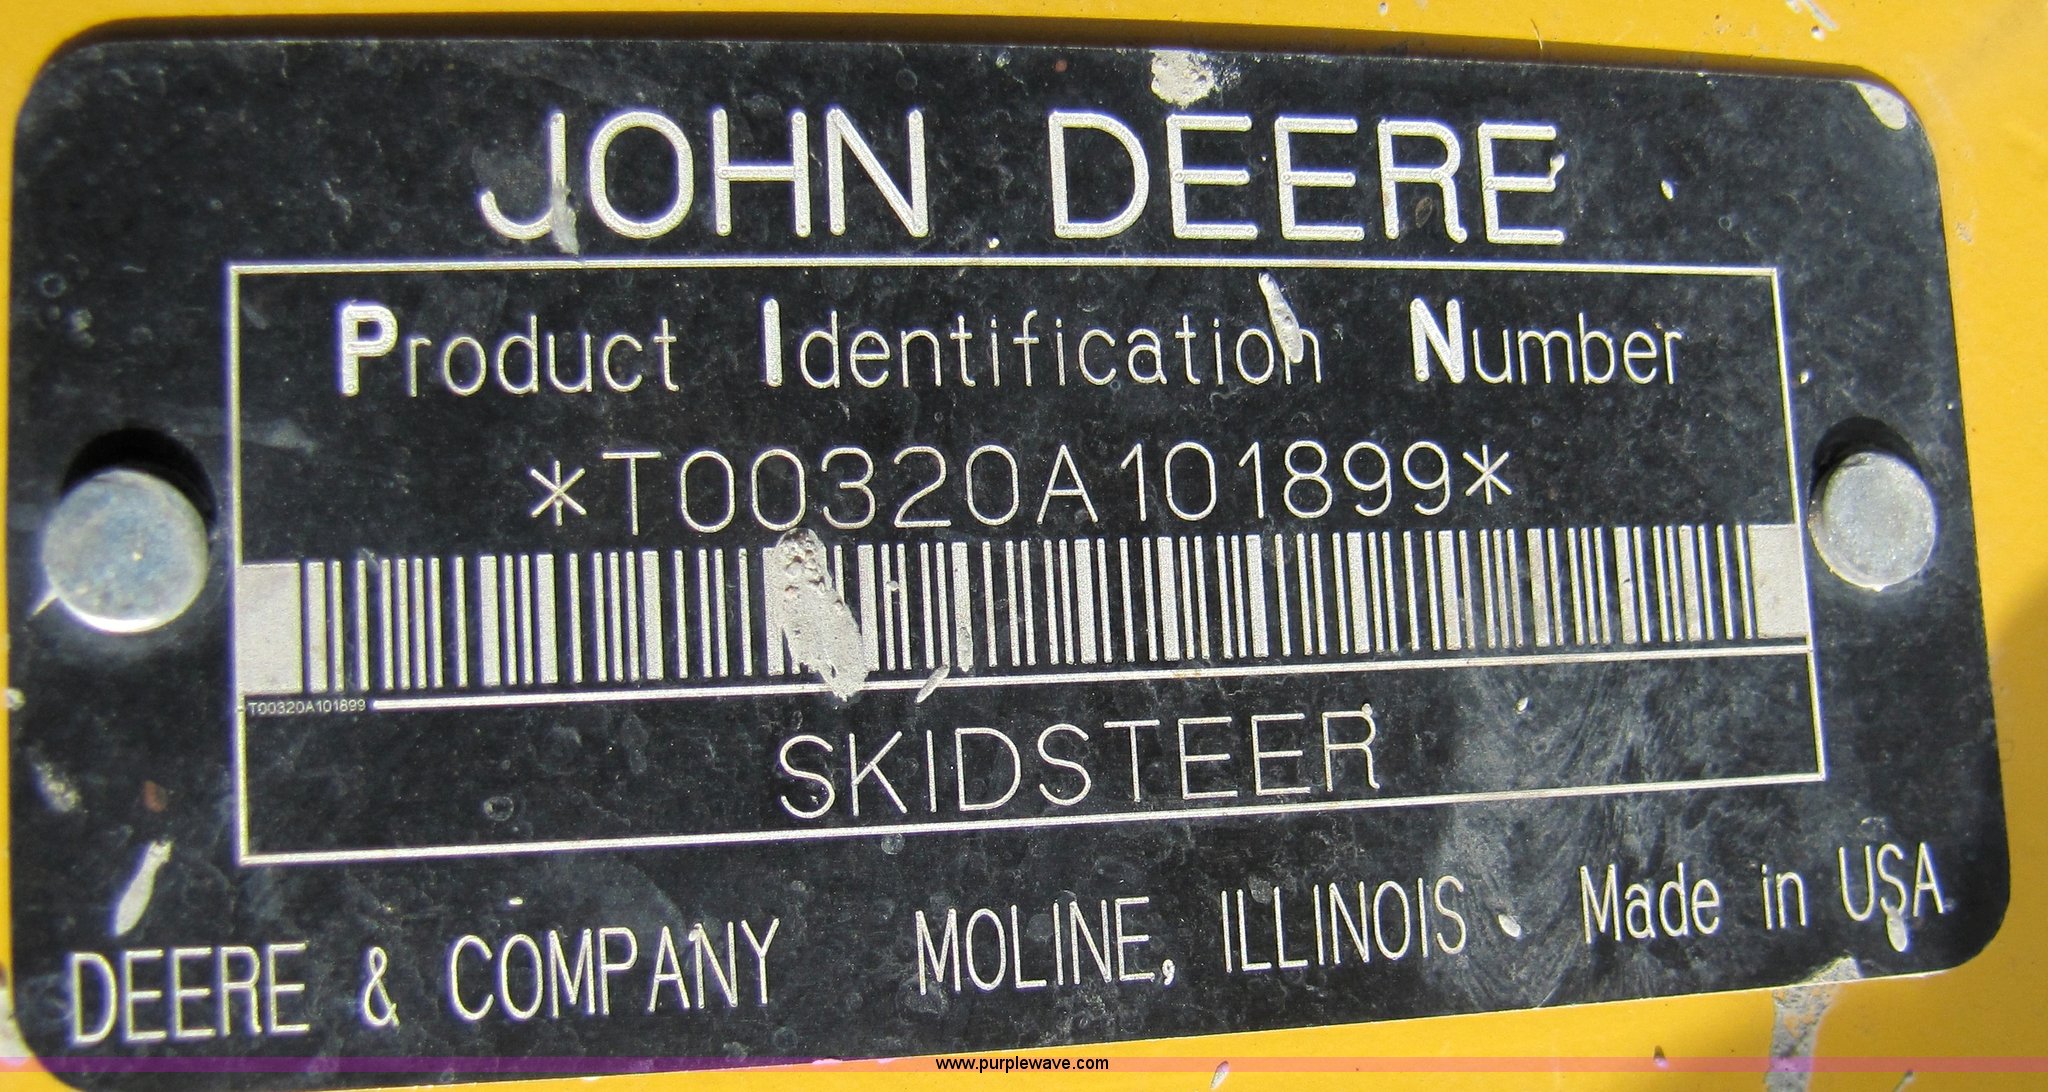 JOHN DEERE
Product Identification Number
*T00320A101899*
T00320A101899
SKIDSTEER
DEERE & COMPANY MOLINE, ILLINOIS Made in USA
www.purplewave.com